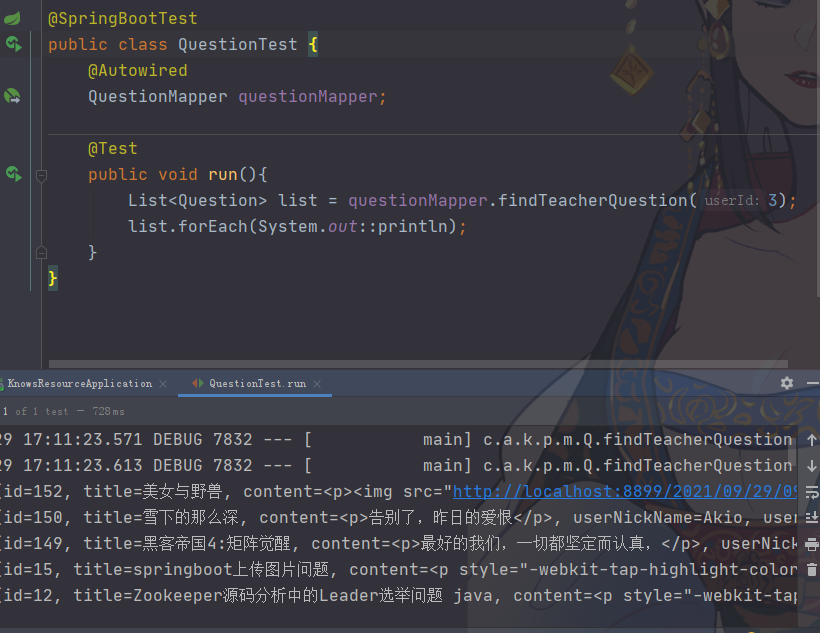 @SpringBootTest
public class QuestionTest {
@Autowired
QuestionMapper questionMapper;
@Test
public void run(){
List<Question> list = questionMapper.findTeacherQuestion( userId: 3);
list.forEach(System.out::println);
}
}
KnowsResourceApplication × QuestionTest.run ×
1 of 1 test – 728ms
29 17:11:23.571 DEBUG 7832 --- [           main] c.a.k.p.m.Q.findTeacherQuestion
29 17:11:23.613 DEBUG 7832 --- [           main] c.a.k.p.m.Q.findTeacherQuestion
(id=152, title=美女与野兽, content=<p><img src="http://localhost:8899/2021/09/29/09
(id=150, title=雪下的那么深, content=<p>告别了，昨日的爱恨</p>, userNickName=Akio, user
(id=149, title=黑客帝国4:矩阵觉醒, content=<p>最好的我们，一切都坚定而认真，</p>, userNick
(id=15, title=springboot上传图片问题, content=<p style="-webkit-tap-highlight-color
(id=12, title=Zookeeper源码分析中的Leader选举问题 java, content=<p style="-webkit-tap